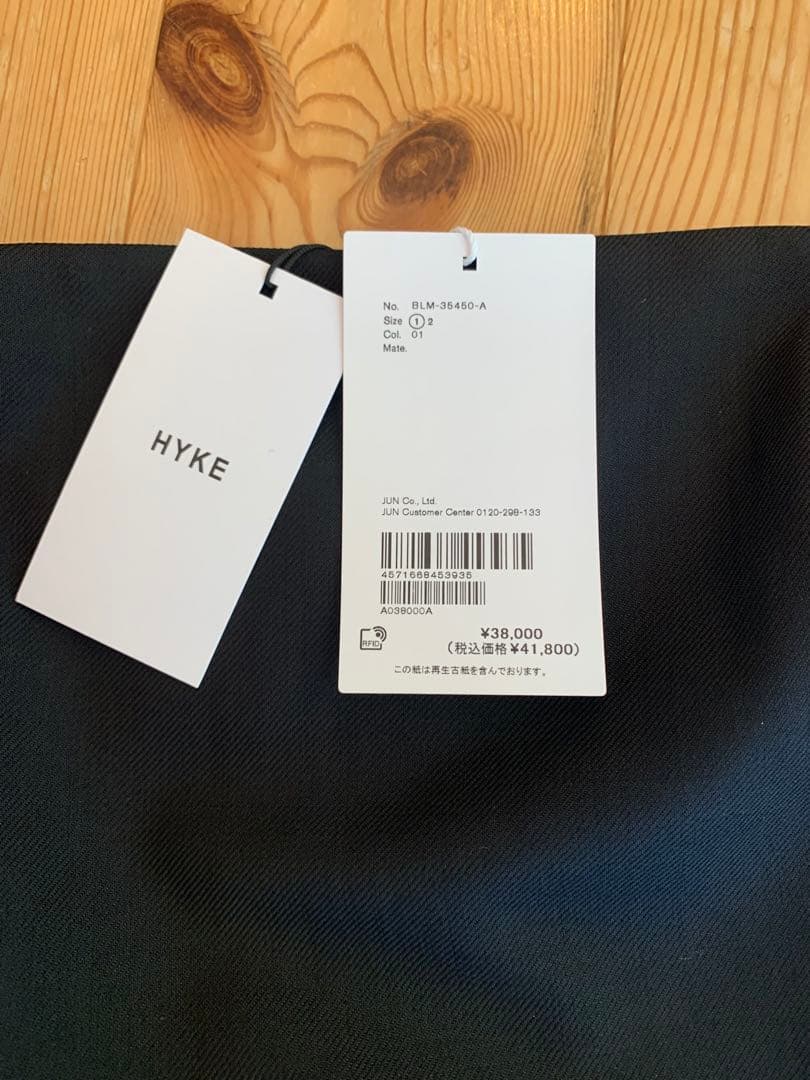 HYKE
No. BLM-35450-A
Size 1 2
Col. 01
Mate.
JUN Co., Ltd.
JUN Customer Center 0120-298-133
4571668453935
A038000A
RFID
¥38,000
(税込価格¥41,800)
この紙は再生古紙を含んでおります。